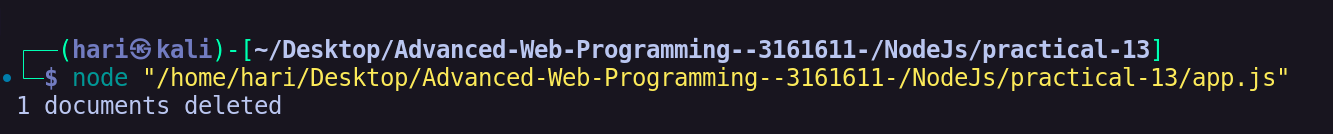 ┌──(hari㉿kali)-[~/Desktop/Advanced-Web-Programming--3161611-/NodeJs/practical-13]
└─$ node "/home/hari/Desktop/Advanced-Web-Programming--3161611-/NodeJs/practical-13/app.js"
1 documents deleted